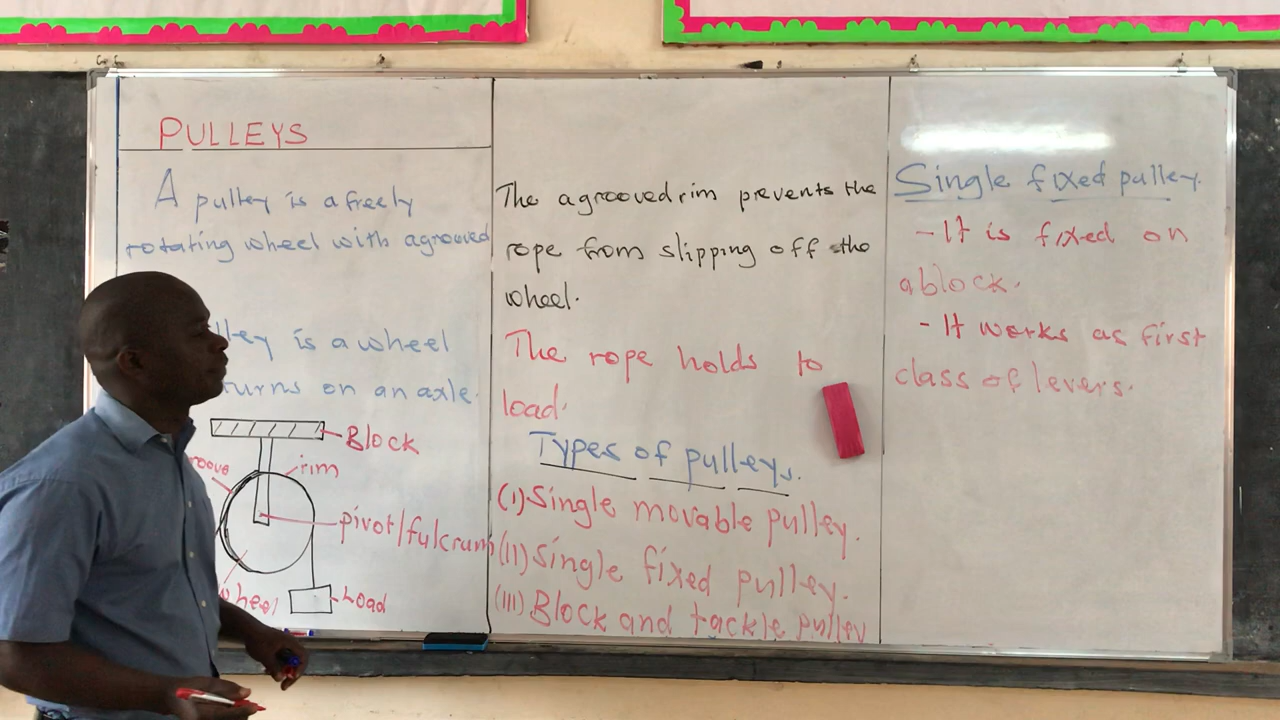 PULLEYS
A pulley is a freely
rotating wheel with agrooved
lley is a wheel
urns on an axle.
Block
rim
roove
pivot/fulcrum
wheel
Load
The agrooved rim prevents the
rope from slipping off the
wheel.
The rope holds to
load.
Types of pulleys.
(I) Single movable pulley.
(II) Single fixed pulley.
(III) Block and tackle pulley
Single fixed pulley.
- It is fixed on
ablock.
- It works as first
class of levers.